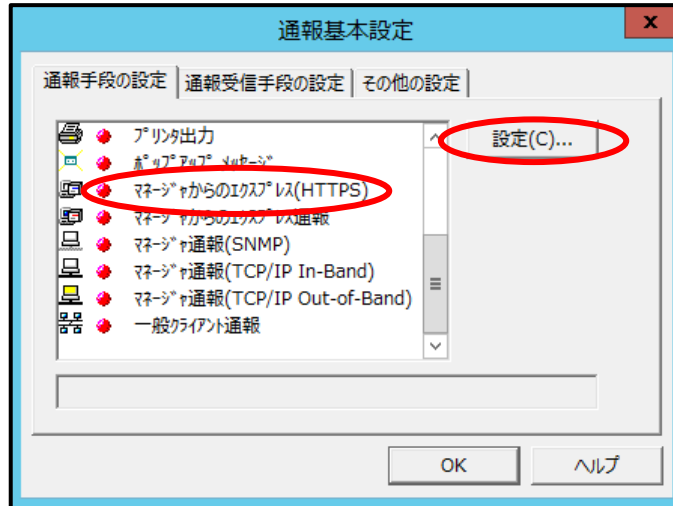 通報基本設定
x
通報手段の設定 通報受信手段の設定 その他の設定
ﾌﾟﾘﾝﾀ出力
設定(C)...
ﾎﾟｯﾌﾟｱｯﾌﾟ ﾒｯｾｰｼﾞ
ﾏﾈｰｼﾞｬからのｴｸｽﾌﾟﾚｽ(HTTPS)
ﾏﾈｰｼﾞｬからのｴｸｽﾌﾟﾚｽ通報
ﾏﾈｰｼﾞｬ通報(SNMP)
ﾏﾈｰｼﾞｬ通報(TCP/IP In-Band)
ﾏﾈｰｼﾞｬ通報(TCP/IP Out-of-Band)
一般ｸﾗｲｱﾝﾄ通報
OK
ヘルプ